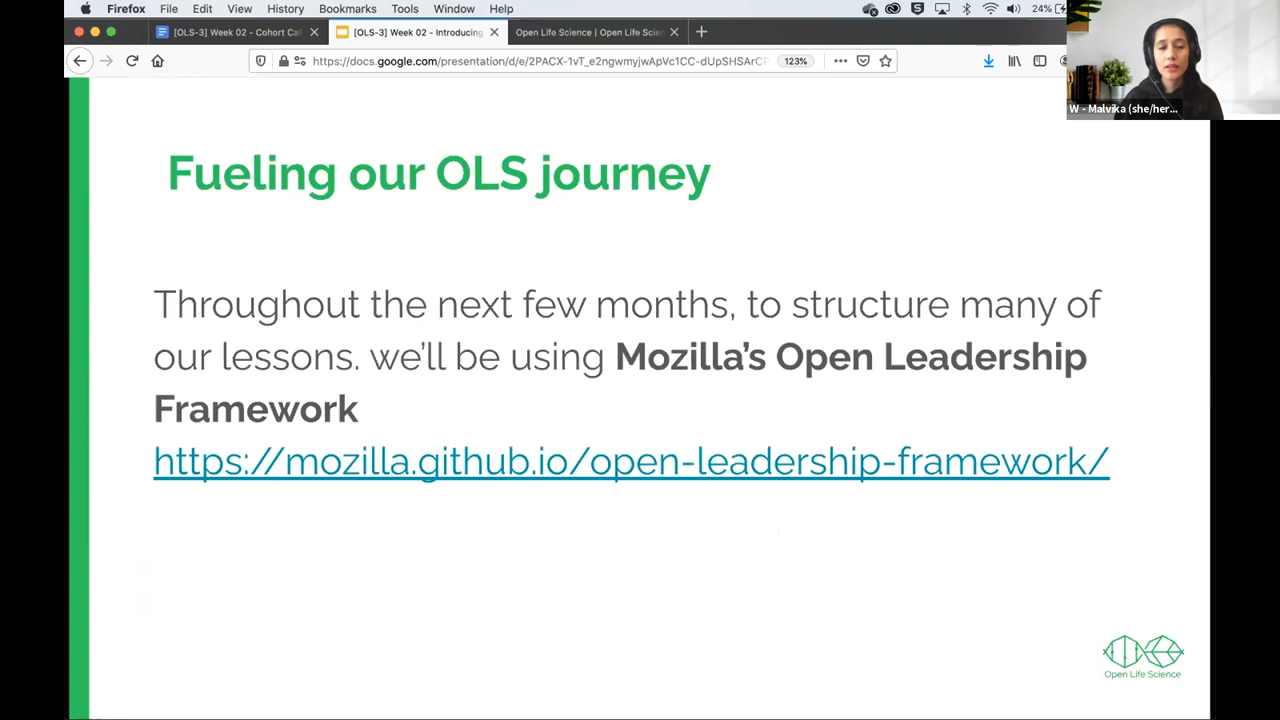 Firefox File Edit View History Bookmarks Tools Window Help 24%
[OLS-3] Week 02 - Cohort Cal
[OLS-3] Week 02 - Introducing
Open Life Science | Open Life Scien
https://docs.google.com/presentation/d/e/2PACX-1vT_e2ngwmyjwApVc1CC-dUpSHSArCF 123%
W - Malvika (she/her...
Fueling our OLS journey
Throughout the next few months, to structure many of
our lessons. we'll be using Mozilla's Open Leadership
Framework
https://mozilla.github.io/open-leadership-framework/
Open Life Science